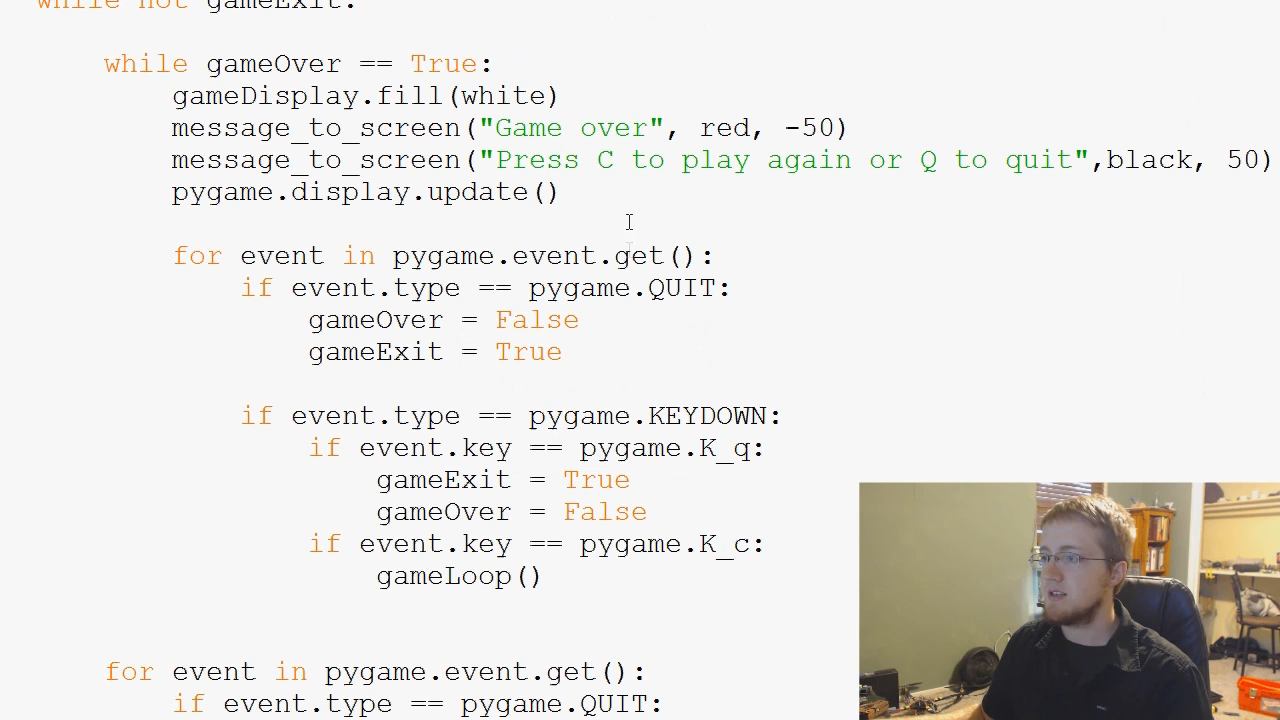 while not gameExit:
while gameOver == True:
gameDisplay.fill(white)
message_to_screen("Game over", red, -50)
message_to_screen("Press C to play again or Q to quit",black, 50)
pygame.display.update()
for event in pygame.event.get():
if event.type == pygame.QUIT:
gameOver = False
gameExit = True
if event.type == pygame.KEYDOWN:
if event.key == pygame.K_q:
gameExit = True
gameOver = False
if event.key == pygame.K_c:
gameLoop()
for event in pygame.event.get():
if event.type == pygame.QUIT: